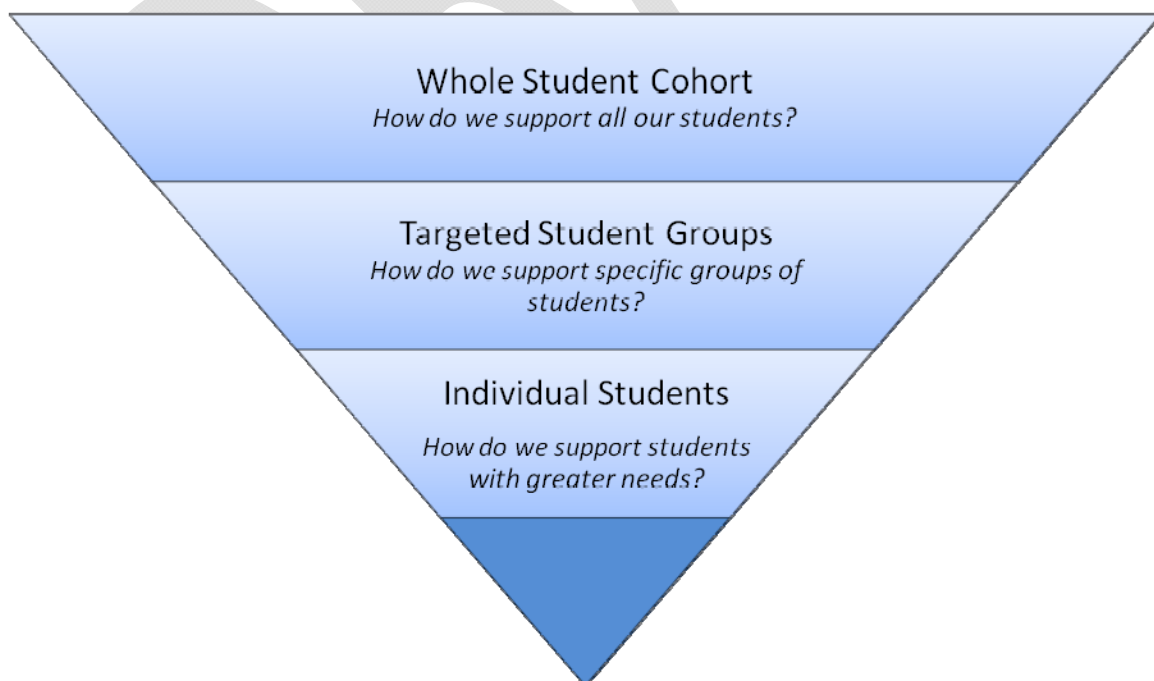 Whole Student Cohort
How do we support all our students?
Targeted Student Groups
How do we support specific groups of
students?
Individual Students
How do we support students
with greater needs?